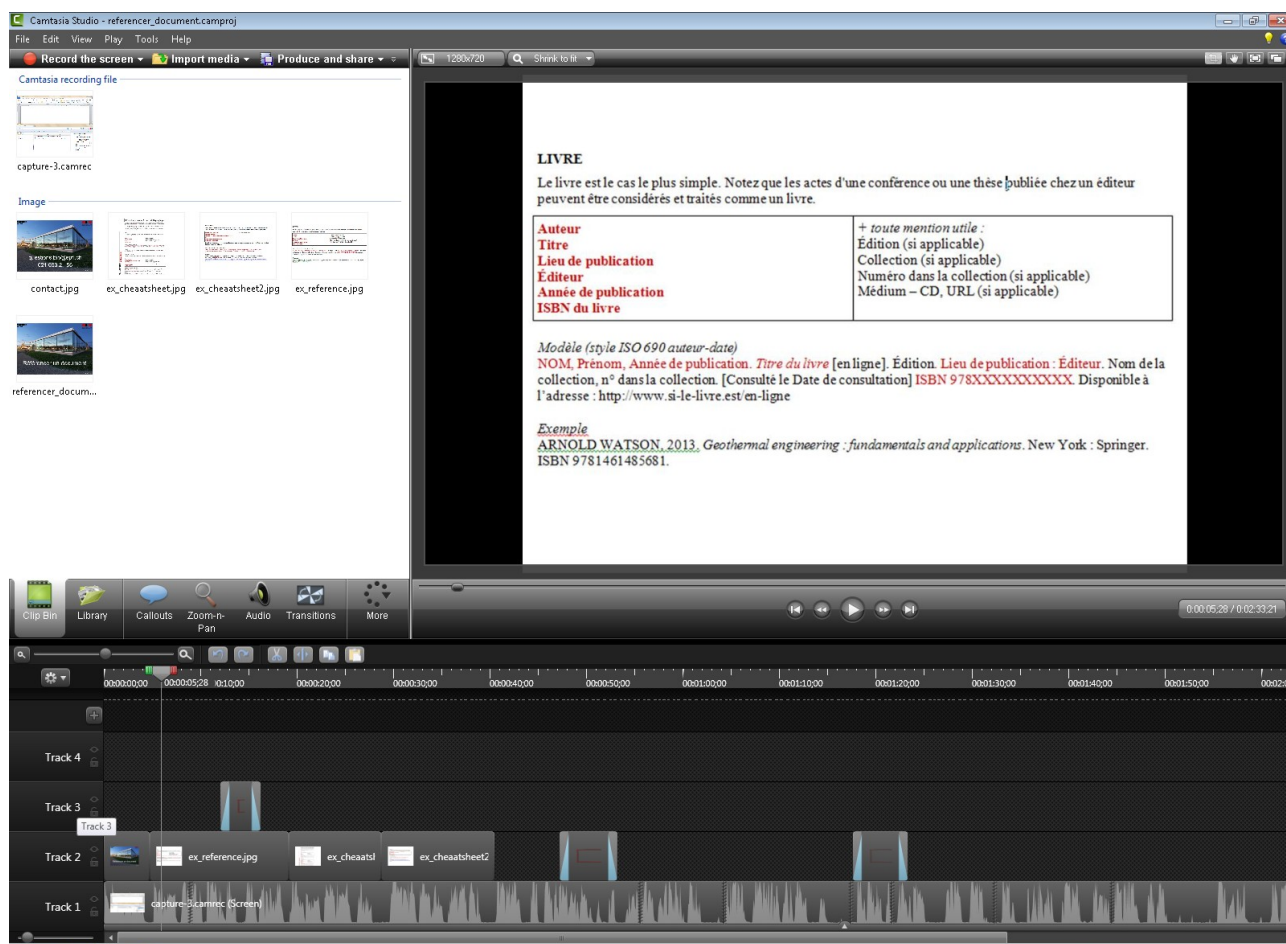 Camtasia Studio - referencer_document.camproj
File Edit View Play Tools Help
Record the screen Import media Produce and share
1280x720 Shrink to fit
Camtasia recording file
capture-3.camrec
Image
contact.jpg ex_cheaatsheet.jpg ex_cheaatsheet2.jpg ex_reference.jpg
referencer_docum...
LIVRE
Le livre est le cas le plus simple. Notez que les actes d'une conférence ou une thèse publiée chez un éditeur
peuvent être considérés et traités comme un livre.
Auteur
Titre
Lieu de publication
Éditeur
Année de publication
ISBN du livre
+ toute mention utile :
Édition (si applicable)
Collection (si applicable)
Numéro dans la collection (si applicable)
Médium – CD, URL (si applicable)
Modèle (style ISO 690 auteur-date)
NOM, Prénom, Année de publication. Titre du livre [en ligne]. Édition. Lieu de publication : Éditeur. Nom de la
collection, n° dans la collection. [Consulté le Date de consultation] ISBN 978XXXXXXXXXX. Disponible à
l'adresse : http://www.si-le-livre.est/en-ligne
Exemple
ARNOLD WATSON, 2013. Geothermal engineering : fundamentals and applications. New York : Springer.
ISBN 9781461485681.
Clip Bin Library Callouts Zoom-n-Pan Audio Transitions More
0:00:05;28 / 0:02:33;21
00:00:00;00 00:00:05;28 0:10;00 00:00:20;00 00:00:30;00 00:00:40;00 00:00:50;00 00:01:00;00 00:01:10;00 00:01:20;00 00:01:30;00 00:01:40;00 00:01:50;00 00:02:
Track 4
Track 3
Track 3
Track 2 ex_reference.jpg ex_cheaatsl ex_cheaatsheet2
Track 1 capture-3.camrec (Screen)